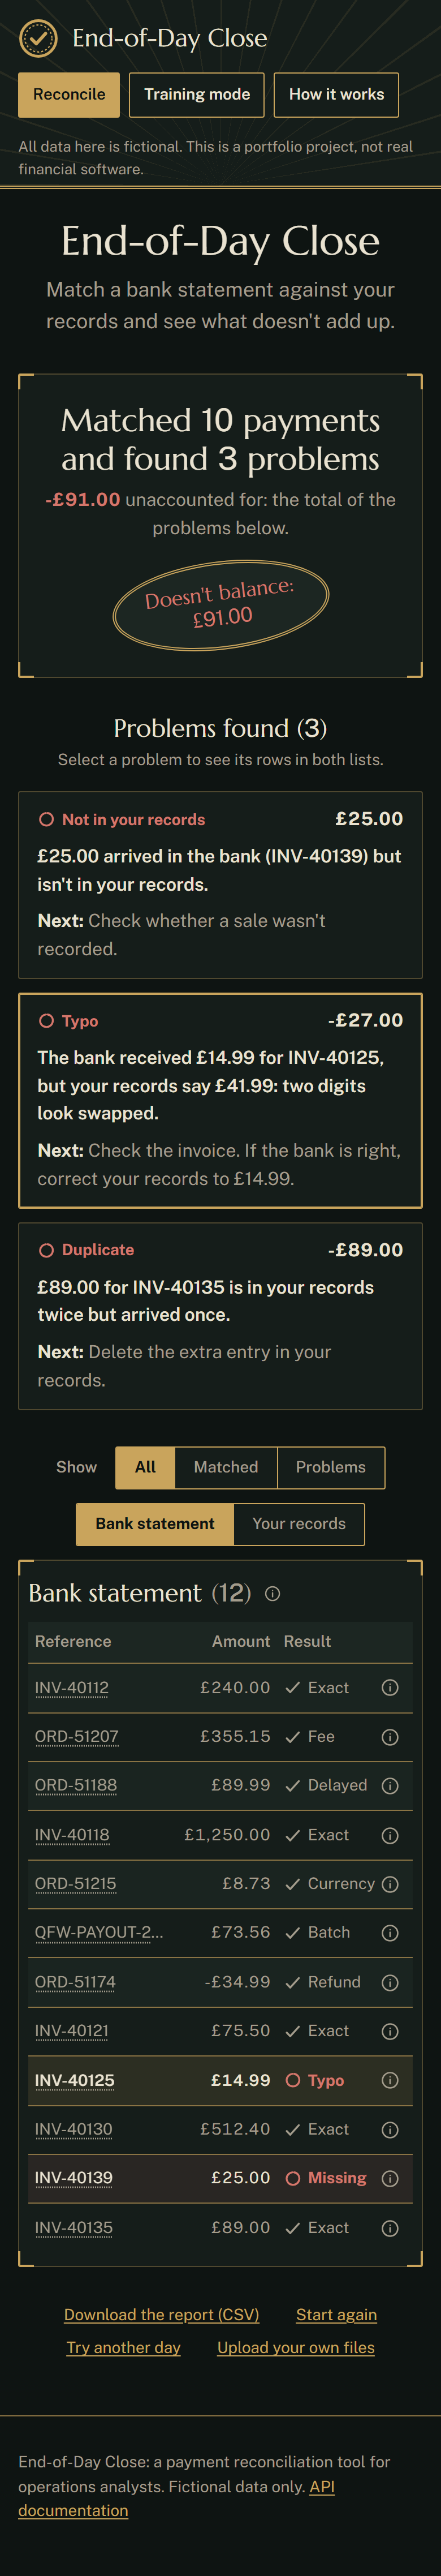 End-of-Day Close
Reconcile
Training mode
How it works
All data here is fictional. This is a portfolio project, not real
financial software.
End-of-Day Close
Match a bank statement against your
records and see what doesn't add up.
Matched 10 payments
and found 3 problems
-£91.00 unaccounted for: the total of the
problems below.
Doesn't balance:
£91.00
Problems found (3)
Select a problem to see its rows in both lists.
Not in your records £25.00
£25.00 arrived in the bank (INV-40139) but
isn't in your records.
Next: Check whether a sale wasn't
recorded.
Typo -£27.00
The bank received £14.99 for INV-40125,
but your records say £41.99: two digits
look swapped.
Next: Check the invoice. If the bank is right,
correct your records to £14.99.
Duplicate -£89.00
£89.00 for INV-40135 is in your records
twice but arrived once.
Next: Delete the extra entry in your
records.
Show All Matched Problems
Bank statement Your records
Bank statement (12)
Reference Amount Result
INV-40112 £240.00 Exact
ORD-51207 £355.15 Fee
ORD-51188 £89.99 Delayed
INV-40118 £1,250.00 Exact
ORD-51215 £8.73 Currency
QFW-PAYOUT-2... £73.56 Batch
ORD-51174 -£34.99 Refund
INV-40121 £75.50 Exact
INV-40125 £14.99 Typo
INV-40130 £512.40 Exact
INV-40139 £25.00 Missing
INV-40135 £89.00 Exact
Download the report (CSV) Start again
Try another day Upload your own files
End-of-Day Close: a payment reconciliation tool for
operations analysts. Fictional data only. API
documentation